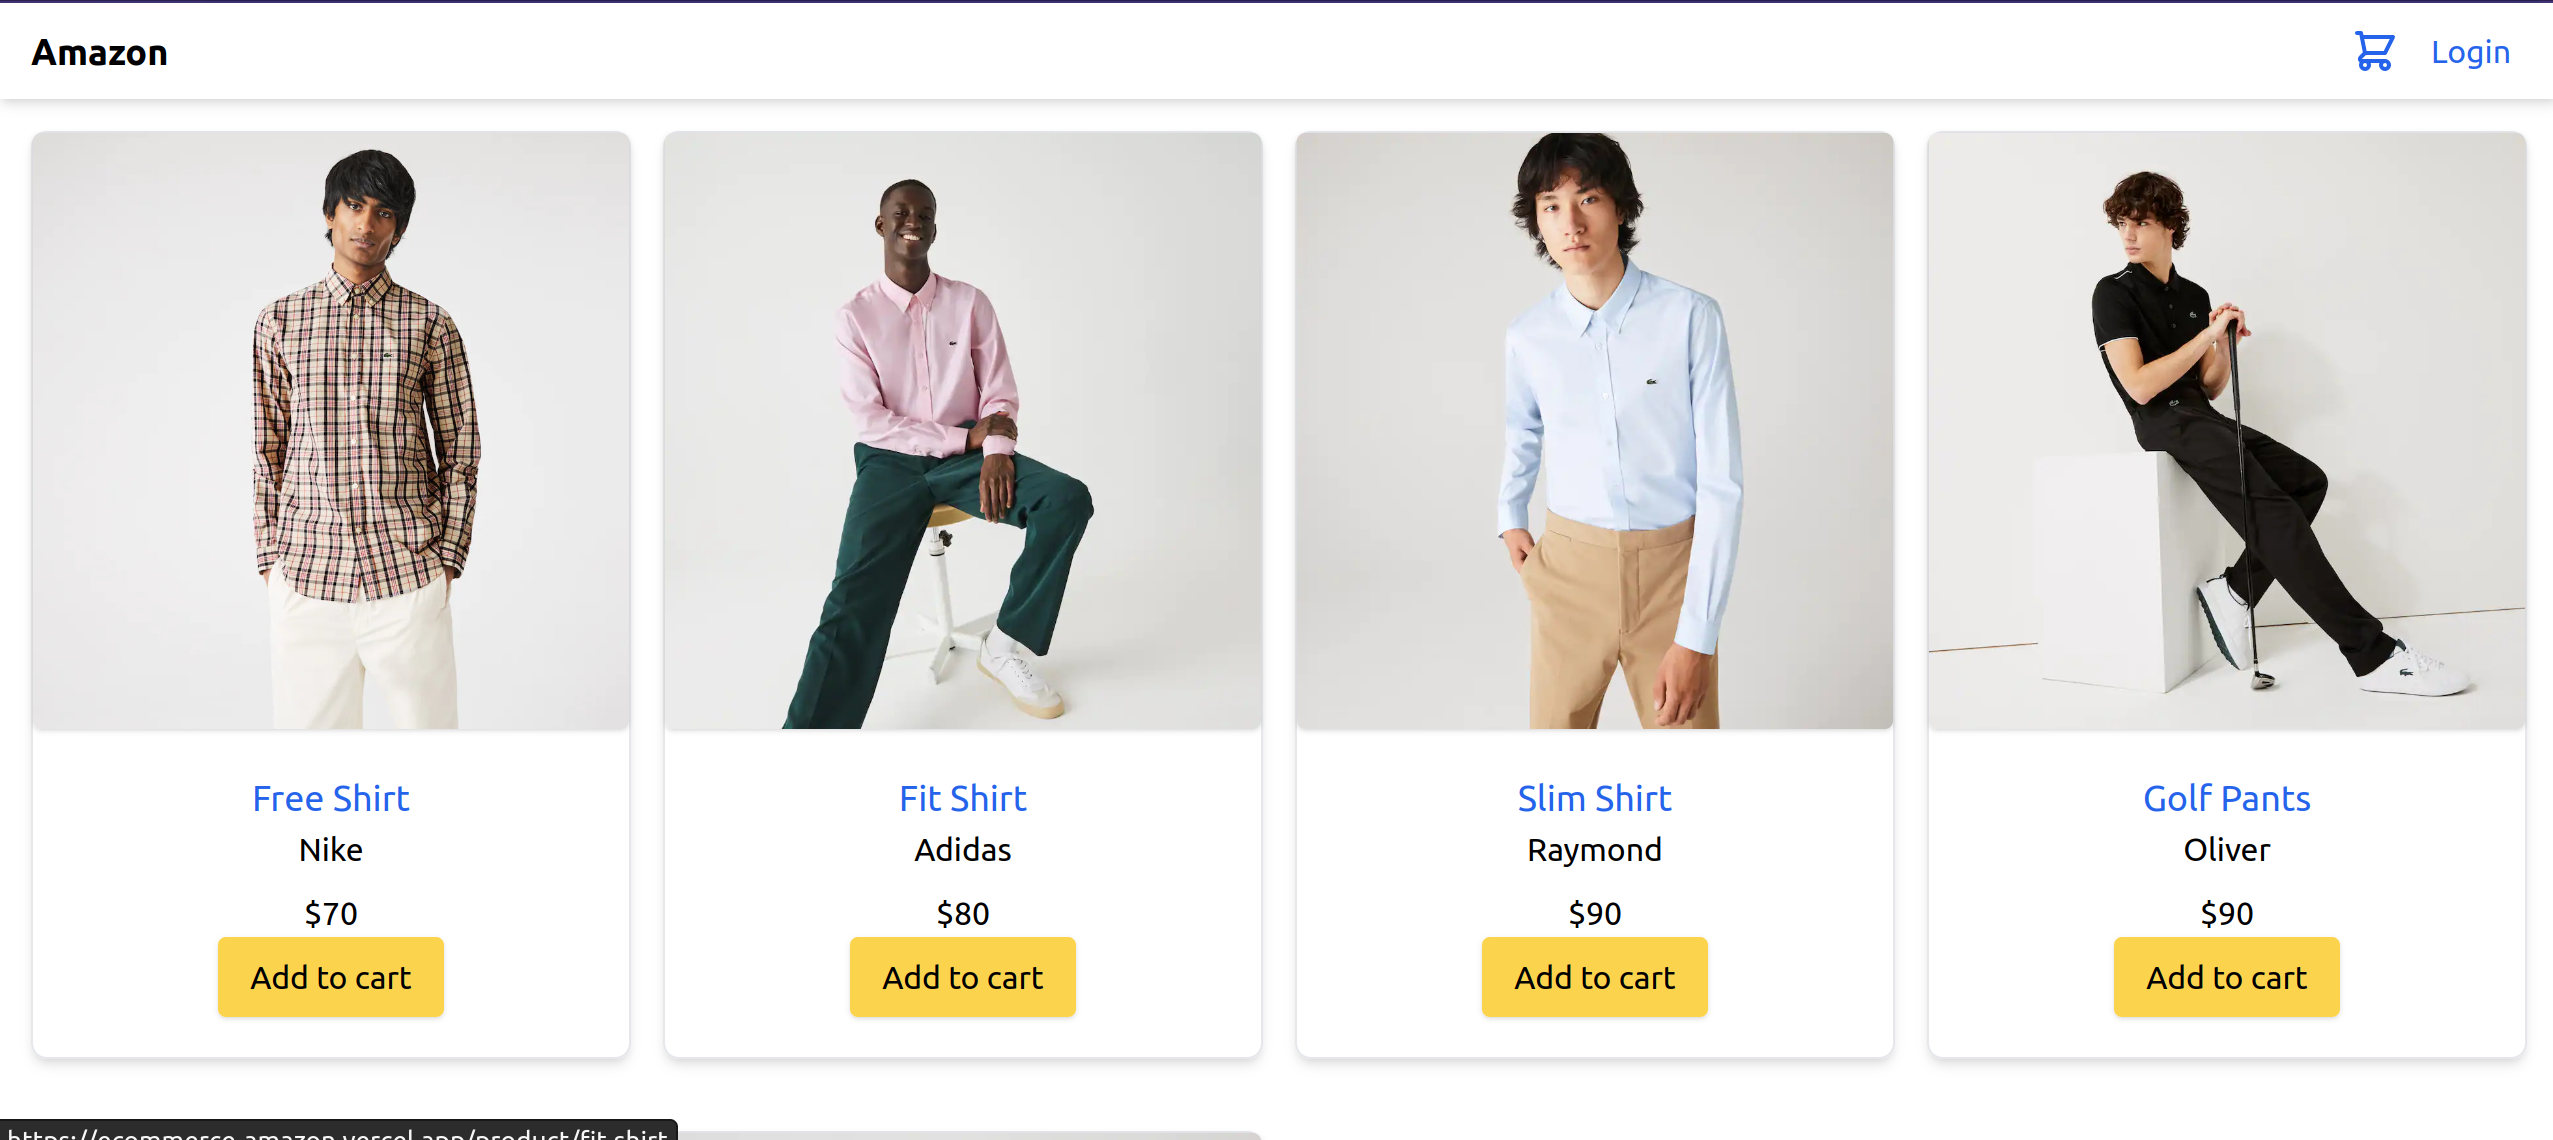 Amazon
Login
Free Shirt
Nike
$70
Add to cart
Fit Shirt
Adidas
$80
Add to cart
Slim Shirt
Raymond
$90
Add to cart
Golf Pants
Oliver
$90
Add to cart
https://ecommerce-amazon.vercel.app/product/fit-shirt